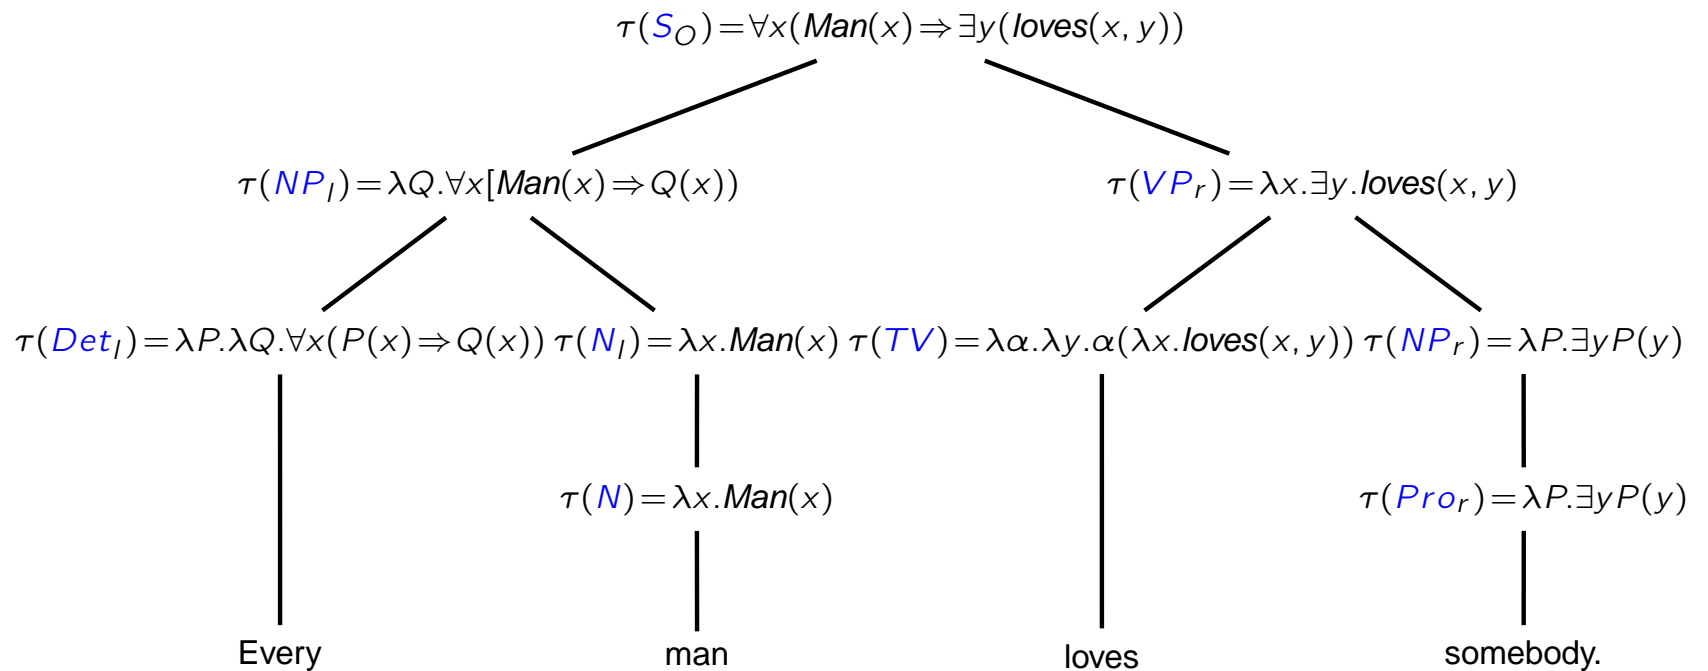 τ(S_O)=∀x(Man(x)⇒∃y(loves(x, y))
τ(NP_l)=λQ.∀x[Man(x)⇒Q(x)) τ(VP_r)=λx.∃y.loves(x, y)
τ(Det_l)=λP.λQ.∀x(P(x)⇒Q(x)) τ(N_l)=λx.Man(x) τ(TV)=λα.λy.α(λx.loves(x, y)) τ(NP_r)=λP.∃yP(y)
τ(N)=λx.Man(x) τ(Pro_r)=λP.∃yP(y)
Every man loves somebody.